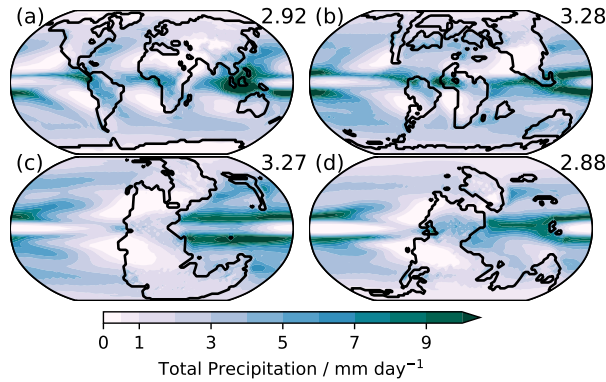 (a) 2.92 (b) 3.28
(c) 3.27 (d) 2.88
0 1 3 5 7 9
Total Precipitation / mm day⁻¹